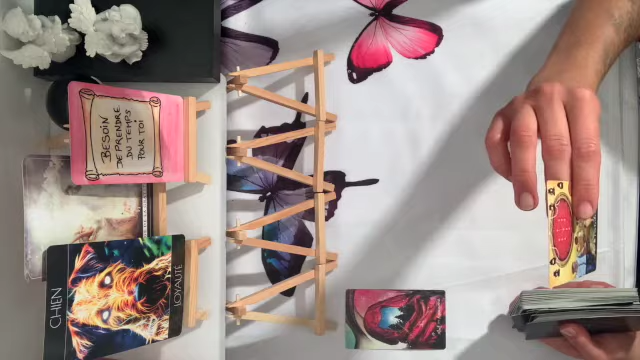 BESOIN
DE PRENDRE
DU TEMPS
POUR TOI
CHIEN
LOYAUTÉ